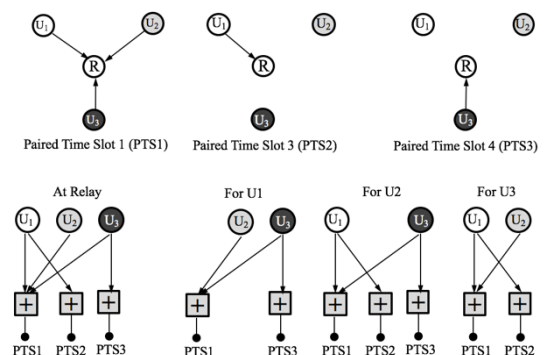 U1 U2 U1 U2 U1 U2
R R R
U3 U3 U3
Paired Time Slot 1 (PTS1) Paired Time Slot 3 (PTS2) Paired Time Slot 4 (PTS3)
At Relay For U1 For U2 For U3
U1 U2 U3 U2 U3 U1 U3 U1 U2
+ + + + + + + + + +
PTS1 PTS2 PTS3 PTS1 PTS3 PTS1 PTS2 PTS3 PTS1 PTS2